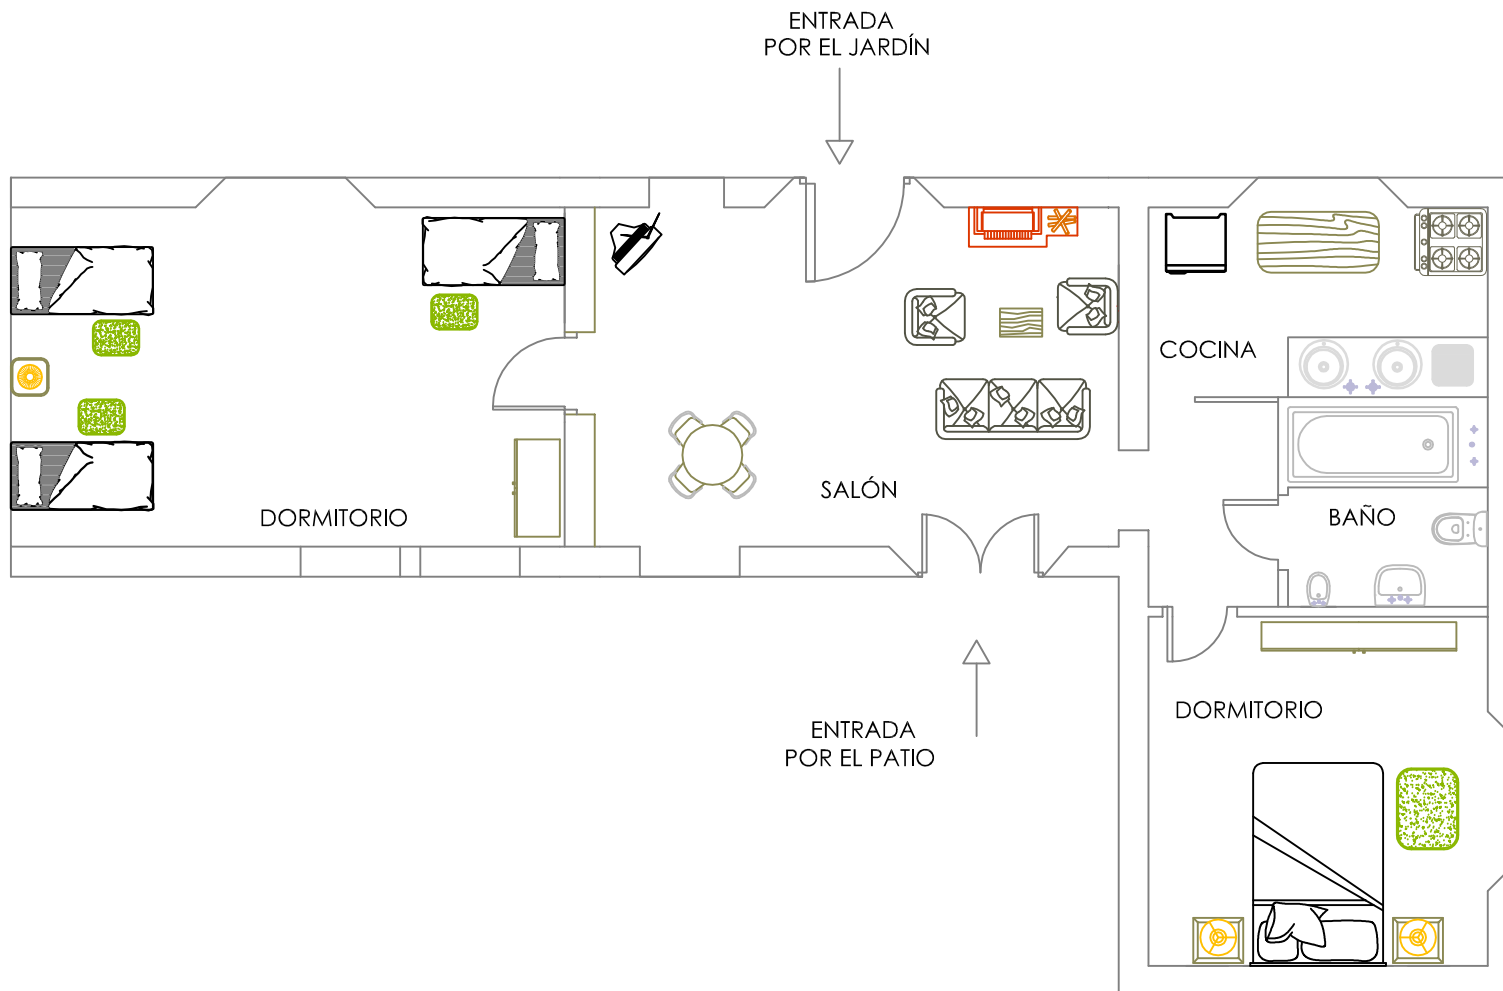 ENTRADA
POR EL JARDÍN
COCINA
SALÓN
DORMITORIO
BAÑO
DORMITORIO
ENTRADA
POR EL PATIO